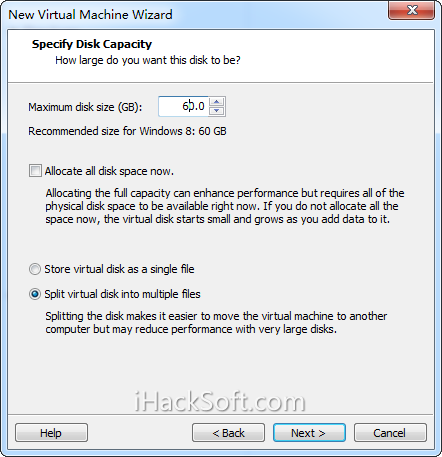 New Virtual Machine Wizard
Specify Disk Capacity
How large do you want this disk to be?
Maximum disk size (GB): 60.0
Recommended size for Windows 8: 60 GB
Allocate all disk space now.
Allocating the full capacity can enhance performance but requires all of the
physical disk space to be available right now. If you do not allocate all the
space now, the virtual disk starts small and grows as you add data to it.
Store virtual disk as a single file
Split virtual disk into multiple files
Splitting the disk makes it easier to move the virtual machine to another
computer but may reduce performance with very large disks.
iHackSoft.com
Help < Back Next > Cancel